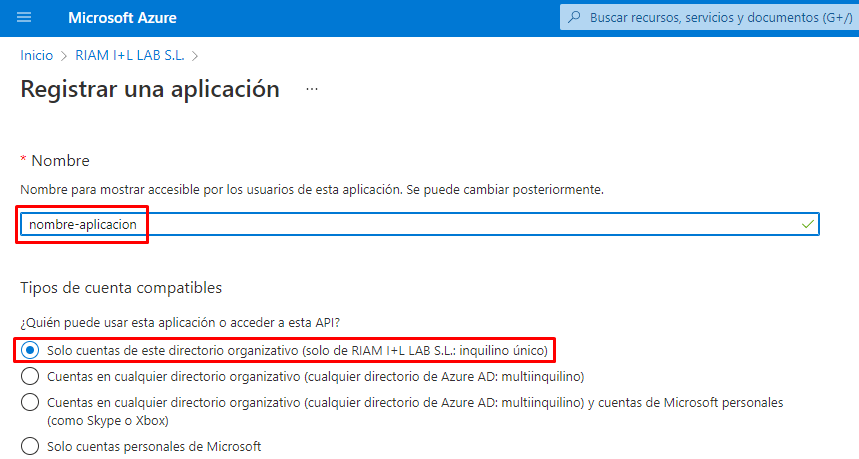 Microsoft Azure
Buscar recursos, servicios y documentos (G+/)
Inicio > RIAM I+L LAB S.L. >
Registrar una aplicación ...
* Nombre
Nombre para mostrar accesible por los usuarios de esta aplicación. Se puede cambiar posteriormente.
nombre-aplicacion
Tipos de cuenta compatibles
¿Quién puede usar esta aplicación o acceder a esta API?
Solo cuentas de este directorio organizativo (solo de RIAM I+L LAB S.L.: inquilino único)
Cuentas en cualquier directorio organizativo (cualquier directorio de Azure AD: multiinquilino)
Cuentas en cualquier directorio organizativo (cualquier directorio de Azure AD: multiinquilino) y cuentas de Microsoft personales
(como Skype o Xbox)
Solo cuentas personales de Microsoft